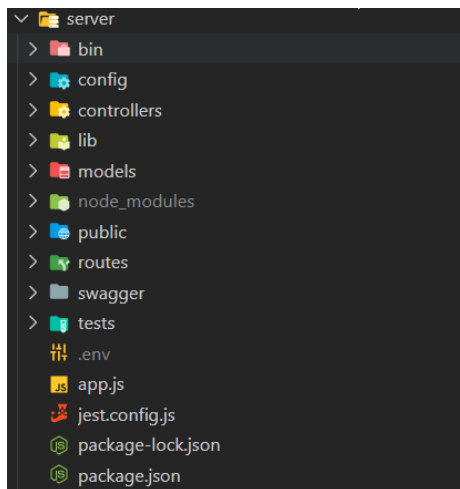 server
bin
config
controllers
lib
models
node_modules
public
routes
swagger
tests
.env
JS app.js
jest.config.js
package-lock.json
package.json